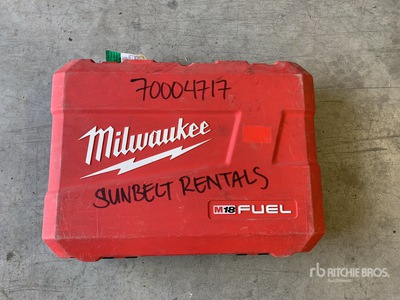 70004717
Milwaukee
SUNBELT RENTALS
M18 FUEL
rb RITCHIE BROS.